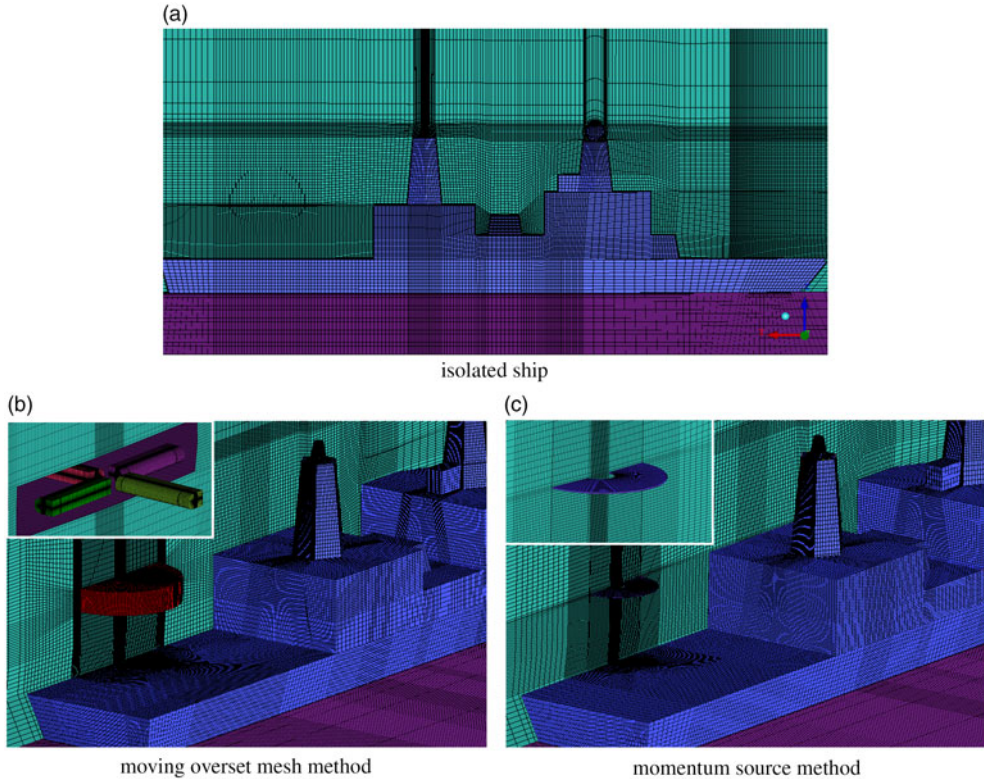 (a)
isolated ship
(b)
(c)
moving overset mesh method
momentum source method